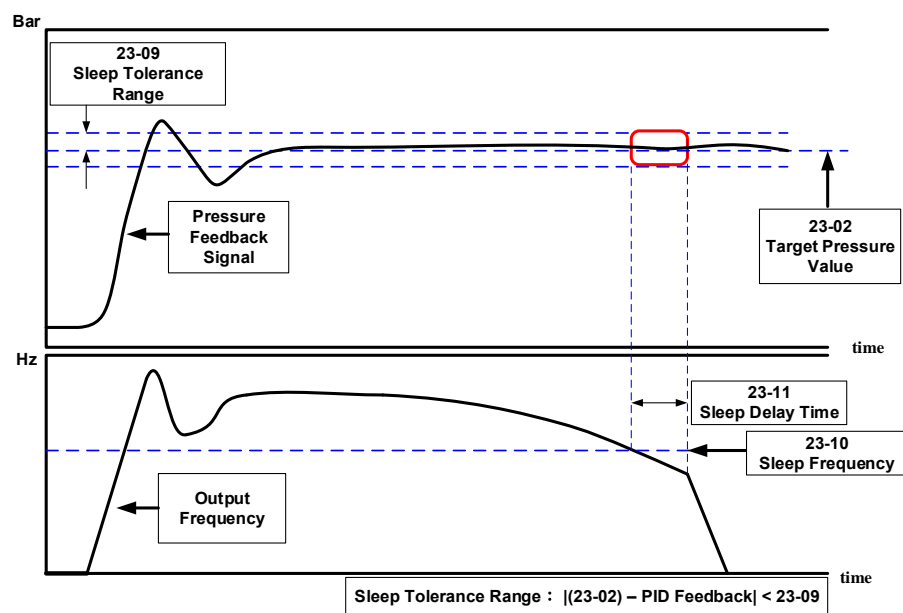 Bar
23-09
Sleep Tolerance
Range
Pressure
Feedback
Signal
23-02
Target Pressure
Value
time
Hz
23-11
Sleep Delay Time
23-10
Sleep Frequency
Output
Frequency
time
Sleep Tolerance Range： |(23-02) – PID Feedback| < 23-09